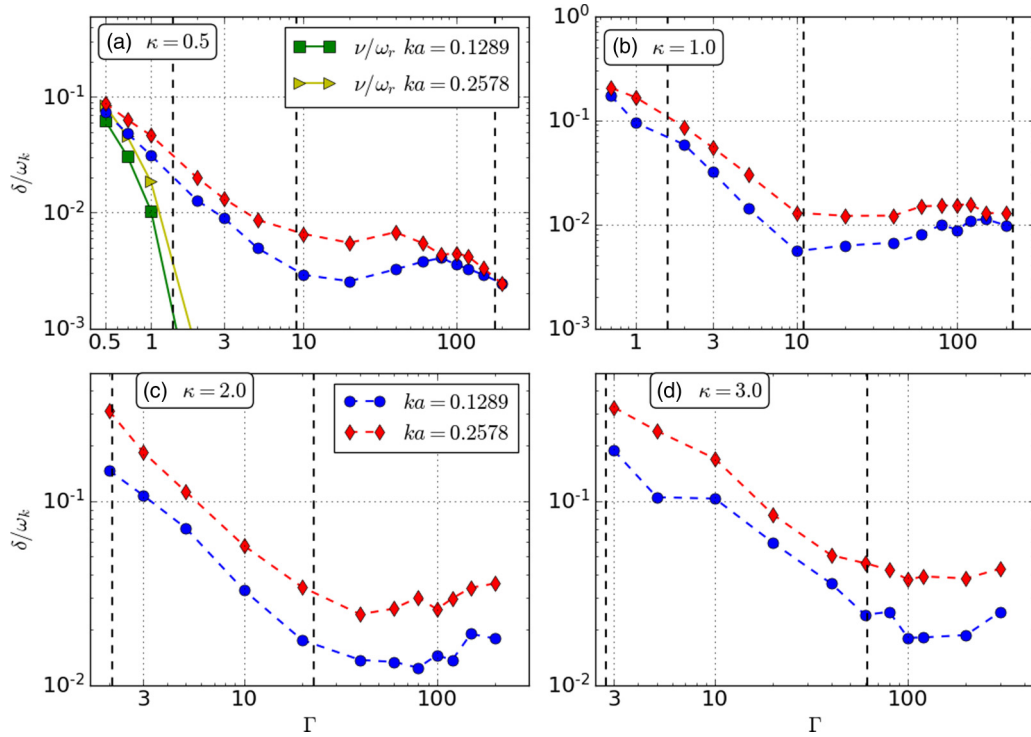 (a) κ = 0.5
ν/ω_r ka = 0.1289
ν/ω_r ka = 0.2578
δ/ω_k
10^{-1}
10^{-2}
10^{-3}
0.5 1 3 10 100
(b) κ = 1.0
10^0
10^{-1}
10^{-2}
10^{-3}
1 3 10 100
(c) κ = 2.0
ka = 0.1289
ka = 0.2578
δ/ω_k
10^{-1}
10^{-2}
3 10 100
Γ
(d) κ = 3.0
10^{-1}
10^{-2}
3 10 100
Γ